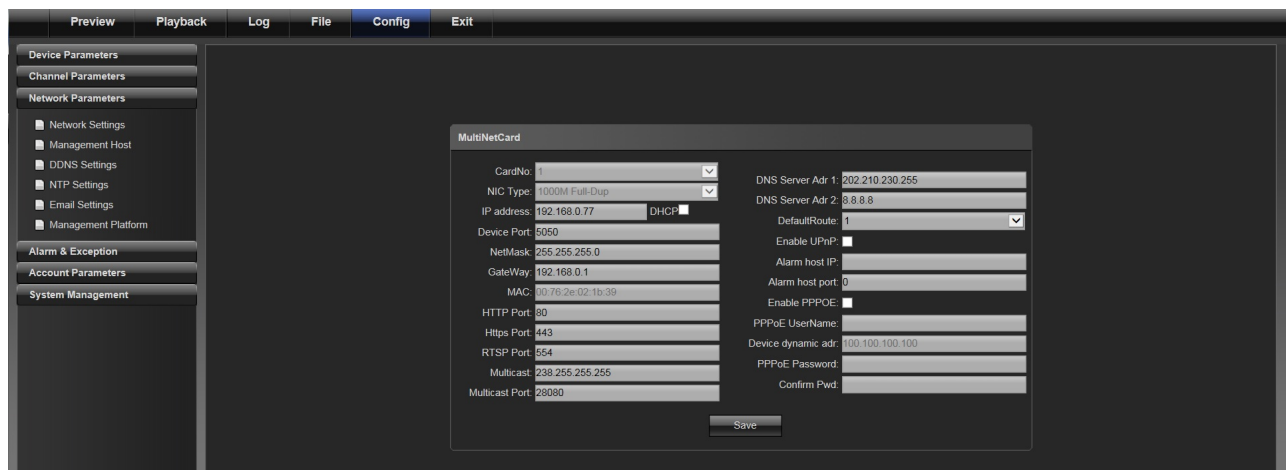 Preview Playback Log File Config Exit
Device Parameters
Channel Parameters
Network Parameters
Network Settings
Management Host
DDNS Settings
NTP Settings
Email Settings
Management Platform
Alarm & Exception
Account Parameters
System Management
MultiNetCard
CardNo: 1
NIC Type: 1000M Full-Dup
IP address: 192.168.0.77 DHCP
Device Port: 5050
NetMask: 255.255.255.0
GateWay: 192.168.0.1
MAC: 00:76:2e:02:1b:39
HTTP Port: 80
Https Port: 443
RTSP Port: 554
Multicast: 238.255.255.255
Multicast Port: 28080
DNS Server Adr 1: 202.210.230.255
DNS Server Adr 2: 8.8.8.8
DefaultRoute: 1
Enable UPnP:
Alarm host IP:
Alarm host port: 0
Enable PPPOE:
PPPoE UserName:
Device dynamic adr: 100.100.100.100
PPPoE Password:
Confirm Pwd:
Save